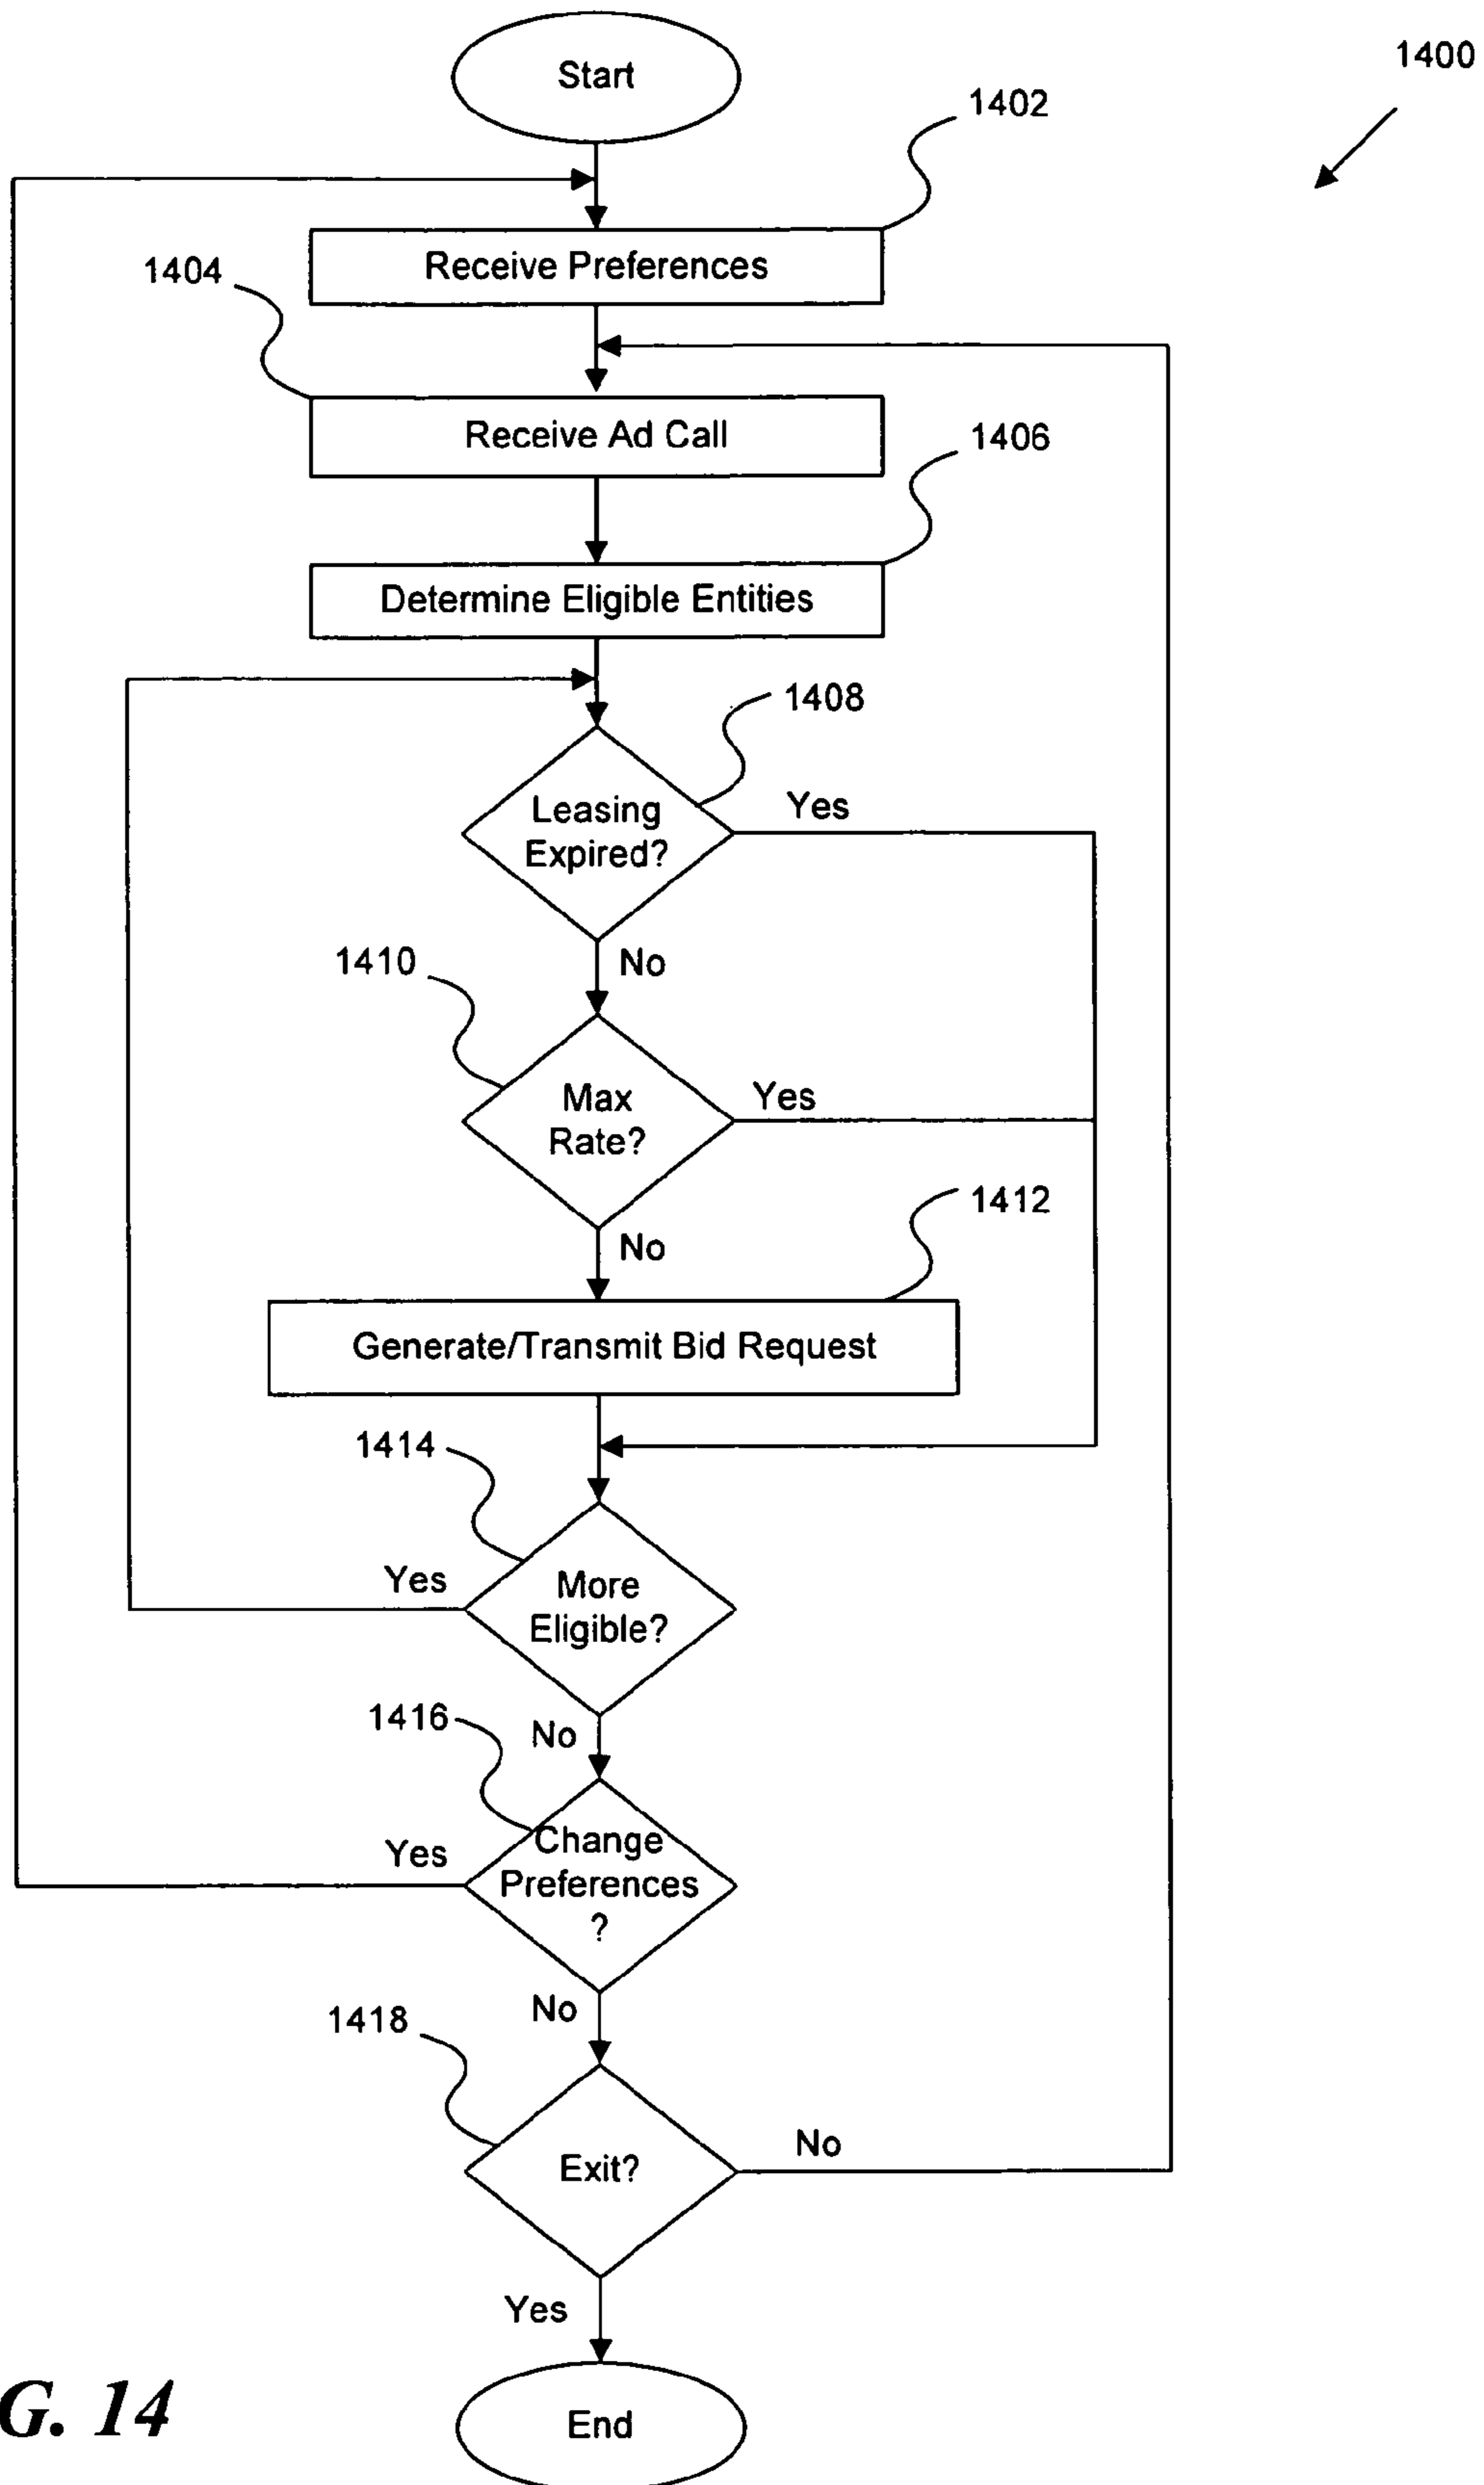 Start
1400
1402
Receive Preferences
1404
Receive Ad Call
1406
Determine Eligible Entities
1408
Leasing
Expired?
Yes
No
1410
Max
Rate?
Yes
No
1412
Generate/Transmit Bid Request
1414
More
Eligible?
Yes
No
1416
Change
Preferences
?
Yes
No
1418
Exit?
No
Yes
End
G. 14